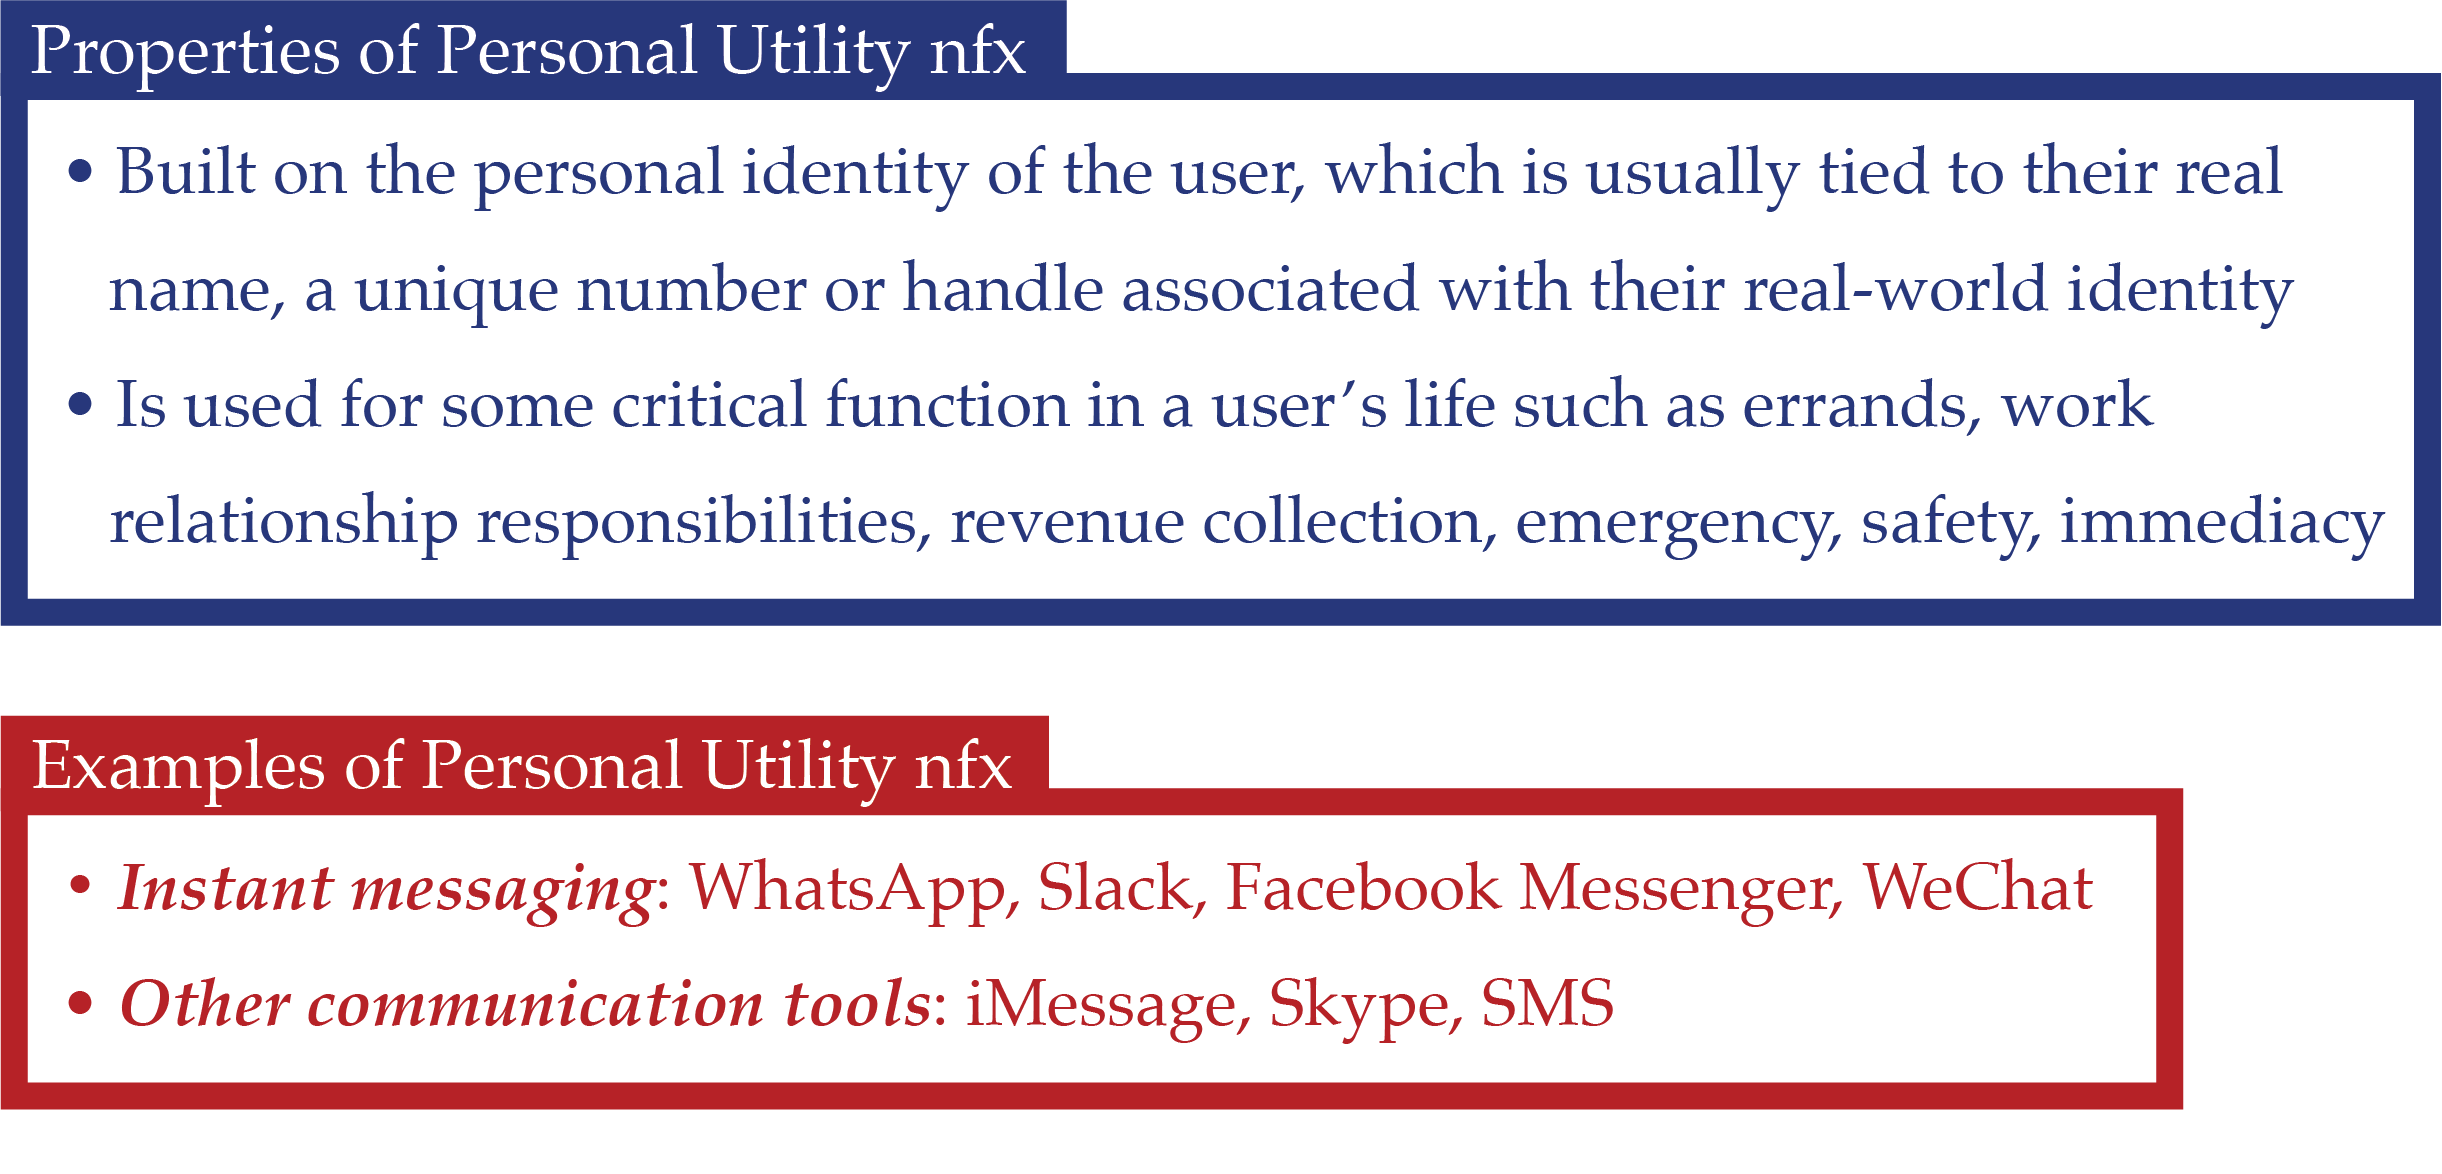 Properties of Personal Utility nfx
• Built on the personal identity of the user, which is usually tied to their real
name, a unique number or handle associated with their real-world identity
• Is used for some critical function in a user’s life such as errands, work
relationship responsibilities, revenue collection, emergency, safety, immediacy
Examples of Personal Utility nfx
• Instant messaging: WhatsApp, Slack, Facebook Messenger, WeChat
• Other communication tools: iMessage, Skype, SMS